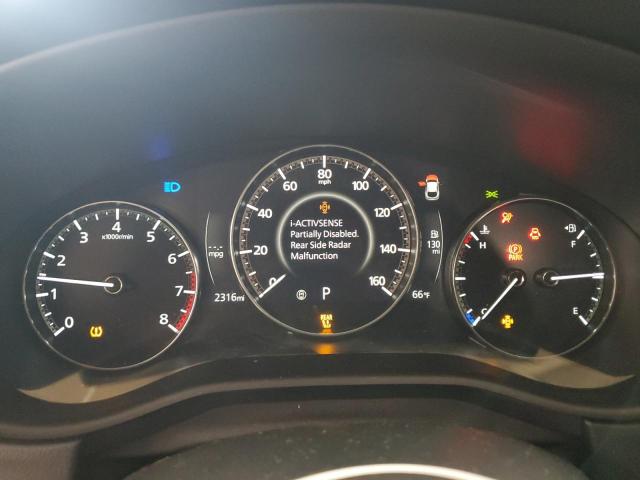 0
1
2
3
4
5
6
7
8
x1000r/min
--.-
mpg
2316mi
0
20
40
60
80
mph
100
120
140
160
i-ACTIVSENSE
Partially Disabled.
Rear Side Radar
Malfunction
P
REAR
130
mi
66°F
H
C
P
PARK
F
E